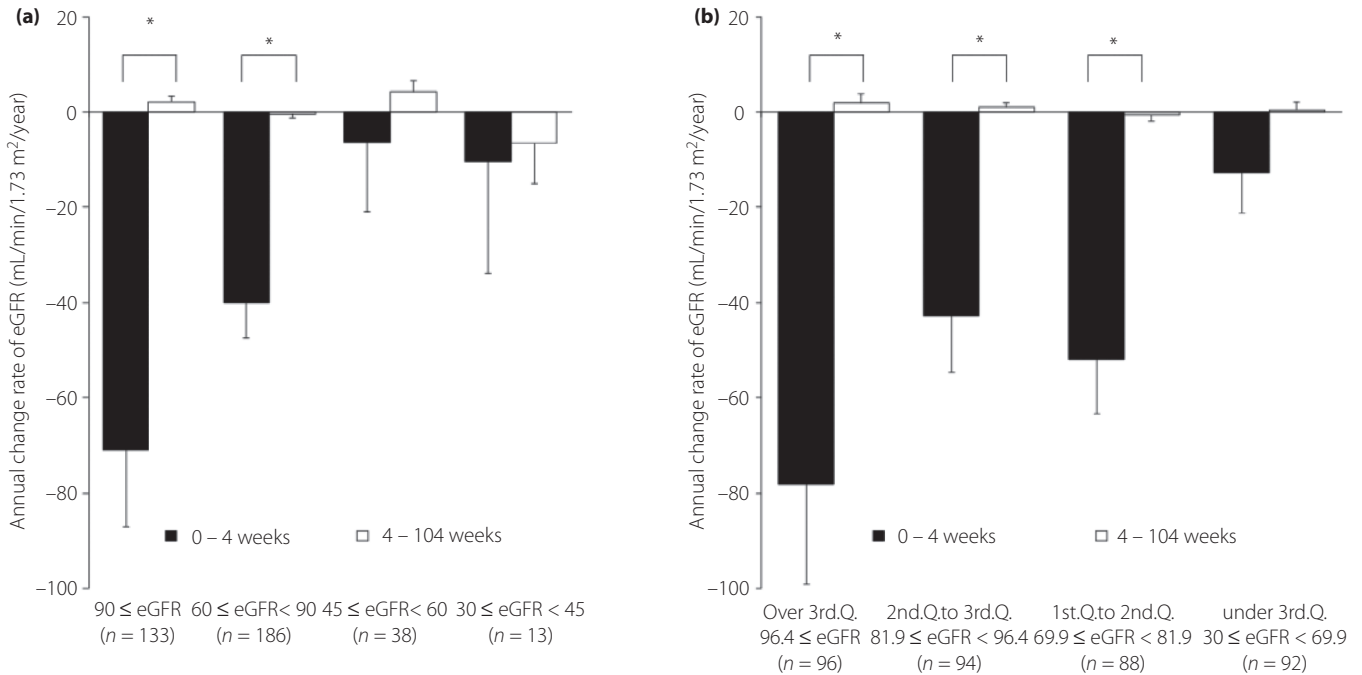 (a)
*
*
20
0
−20
−40
−60
−80
−100
Annual change rate of eGFR (mL/min/1.73 m²/year)
0 – 4 weeks
4 – 104 weeks
90 ≤ eGFR 60 ≤ eGFR< 90 45 ≤ eGFR< 60 30 ≤ eGFR < 45
(n = 133) (n = 186) (n = 38) (n = 13)
(b)
*
*
*
20
0
−20
−40
−60
−80
−100
Annual change rate of eGFR (mL/min/1.73 m²/year)
0 – 4 weeks
4 – 104 weeks
Over 3rd.Q. 2nd.Q.to 3rd.Q. 1st.Q.to 2nd.Q. under 3rd.Q.
96.4 ≤ eGFR 81.9 ≤ eGFR < 96.4 69.9 ≤ eGFR < 81.9 30 ≤ eGFR < 69.9
(n = 96) (n = 94) (n = 88) (n = 92)